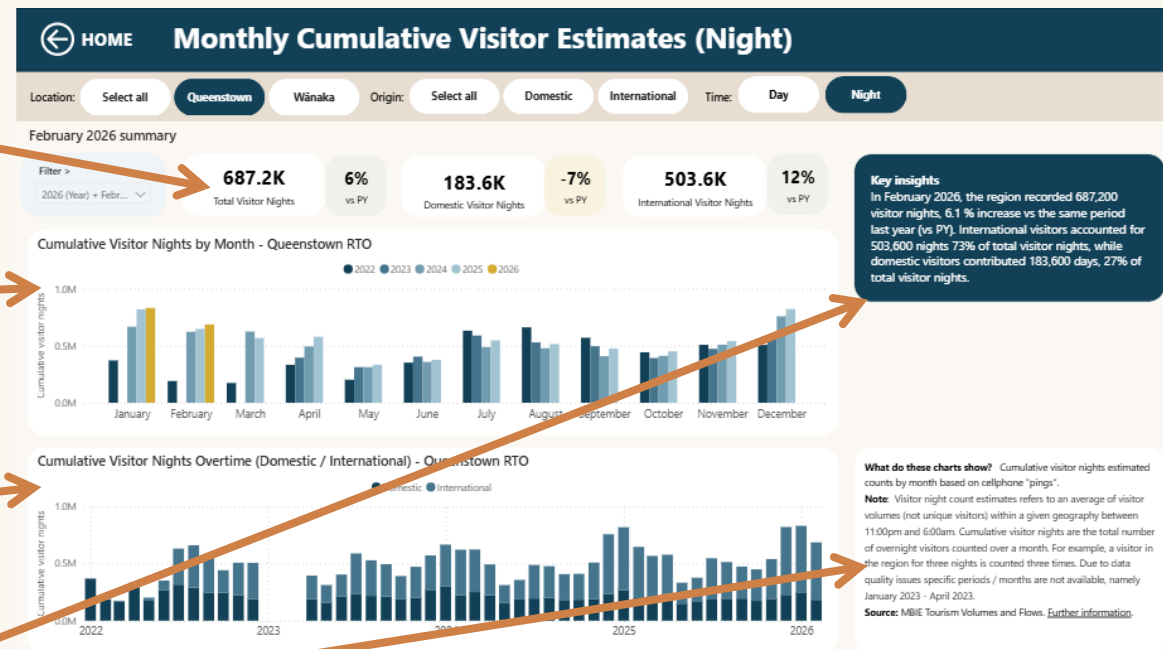 HOME
Monthly Cumulative Visitor Estimates (Night)
Location: Select all Queenstown Wānaka Origin: Select all Domestic International Time: Day Night
February 2026 summary
Filter >
2026 (Year) + Febr...
687.2K
Total Visitor Nights
6%
vs PY
183.6K
Domestic Visitor Nights
-7%
vs PY
503.6K
International Visitor Nights
12%
vs PY
Key insights
In February 2026, the region recorded 687,200
visitor nights, 6.1 % increase vs the same period
last year (vs PY). International visitors accounted for
503,600 nights 73% of total visitor nights, while
domestic visitors contributed 183,600 days, 27% of
total visitor nights.
Cumulative Visitor Nights by Month - Queenstown RTO
2022 2023 2024 2025 2026
Cumulative visitor nights
1.0M
0.5M
0.0M
January February March April May June July August September October November December
Cumulative Visitor Nights Overtime (Domestic / International) - Queenstown RTO
Domestic International
Cumulative visitor nights
1.0M
0.5M
0.0M
2022 2023 2024 2025 2026
What do these charts show? Cumulative visitor nights estimated
counts by month based on cellphone "pings".
Note: Visitor night count estimates refers to an average of visitor
volumes (not unique visitors) within a given geography between
11:00pm and 6:00am. Cumulative visitor nights are the total number
of overnight visitors counted over a month. For example, a visitor in
the region for three nights is counted three times. Due to data
quality issues specific periods / months are not available, namely
January 2023 - April 2023.
Source: MBIE Tourism Volumes and Flows. Further information.